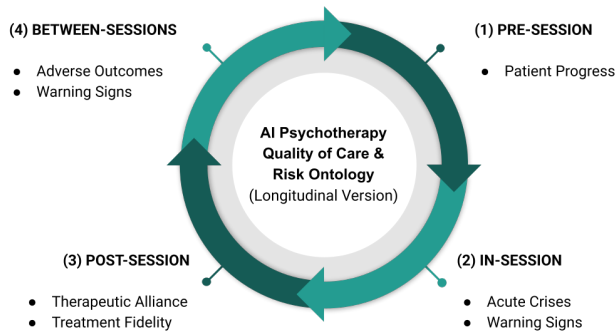 (4) BETWEEN-SESSIONS
● Adverse Outcomes
● Warning Signs
(1) PRE-SESSION
● Patient Progress
AI Psychotherapy
Quality of Care &
Risk Ontology
(Longitudinal Version)
(3) POST-SESSION
● Therapeutic Alliance
● Treatment Fidelity
(2) IN-SESSION
● Acute Crises
● Warning Signs